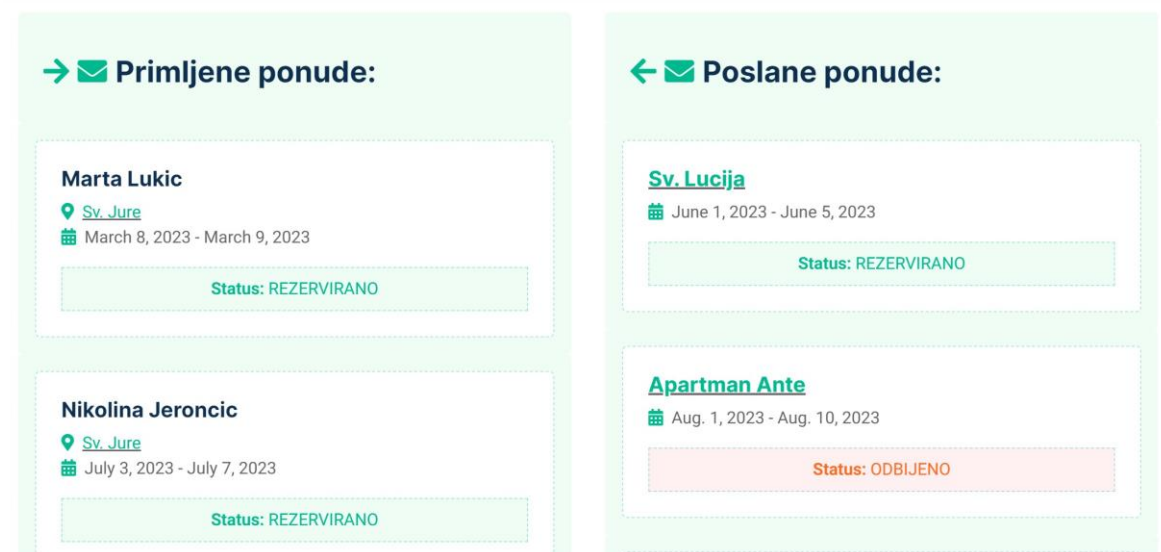 Primljene ponude:
Marta Lukic
Sv. Jure
March 8, 2023 - March 9, 2023
Status: REZERVIRANO
Nikolina Jeroncic
Sv. Jure
July 3, 2023 - July 7, 2023
Status: REZERVIRANO
Poslane ponude:
Sv. Lucija
June 1, 2023 - June 5, 2023
Status: REZERVIRANO
Apartman Ante
Aug. 1, 2023 - Aug. 10, 2023
Status: ODBIJENO